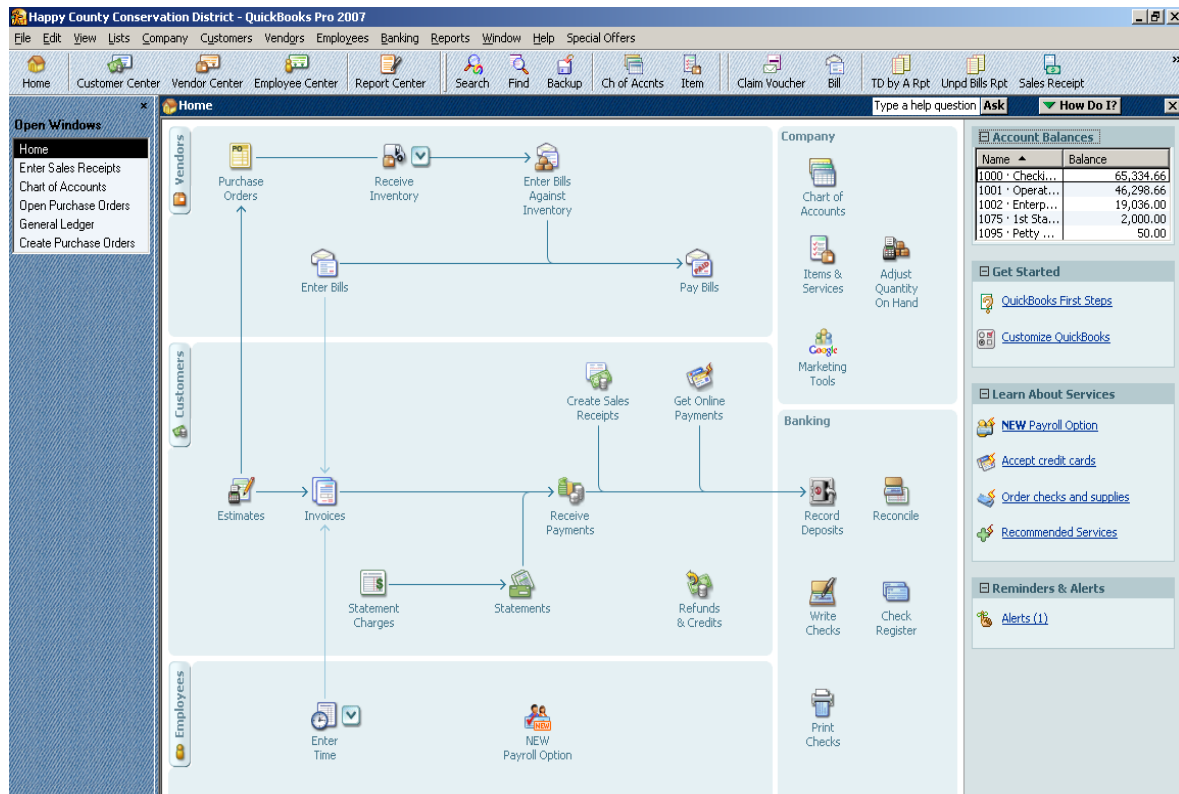 Happy County Conservation District - QuickBooks Pro 2007
File Edit View Lists Company Customers Vendors Employees Banking Reports Window Help Special Offers
Home Customer Center Vendor Center Employee Center Report Center Search Find Backup Ch of Accnts Item Claim Voucher Bill TD by A Rpt Unpd Bills Rpt Sales Receipt
Open Windows
Home
Enter Sales Receipts
Chart of Accounts
Open Purchase Orders
General Ledger
Create Purchase Orders
Home
Type a help question Ask How Do I?
Vendors
PO
Purchase
Orders
Receive
Inventory
Enter Bills
Against
Inventory
Enter Bills
PAID
Pay Bills
Customers
Create Sales
Receipts
Get Online
Payments
Estimates
Invoices
Receive
Payments
Statement
Charges
Statements
Refunds
& Credits
Employees
Enter
Time
NEW
NEW
Payroll Option
Company
Chart of
Accounts
Items &
Services
Adjust
Quantity
On Hand
Google
Marketing
Tools
Banking
Record
Deposits
Reconcile
Write
Checks
Check
Register
Print
Checks
Account Balances
Name Balance
1000 · Checki... 65,334.66
1001 · Operat... 46,298.66
1002 · Enterp... 19,036.00
1075 · 1st Sta... 2,000.00
1095 · Petty ... 50.00
Get Started
QuickBooks First Steps
Customize QuickBooks
Learn About Services
NEW Payroll Option
Accept credit cards
Order checks and supplies
Recommended Services
Reminders & Alerts
Alerts (1)